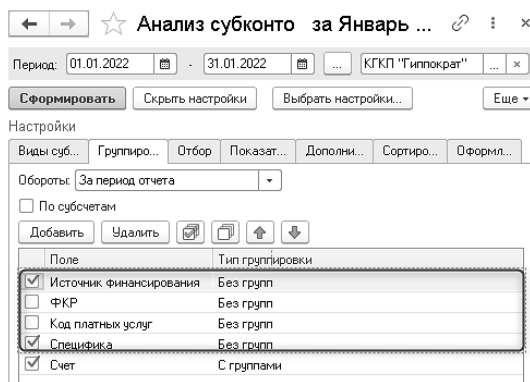 Анализ субконто за Январь ...
Период: 01.01.2022 - 31.01.2022 ... КГКП "Гиппократ" ... ×
Сформировать Скрыть настройки Выбрать настройки... Еще
Настройки
Виды суб... Группиро... Отбор Показат... Дополни... Сортиро... Оформл...
Обороты: За период отчета
По субсчетам
Добавить Удалить
Поле Тип группировки
Источник финансирования Без групп
ФКР Без групп
Код платных услуг Без групп
Специфика Без групп
Счет С группами